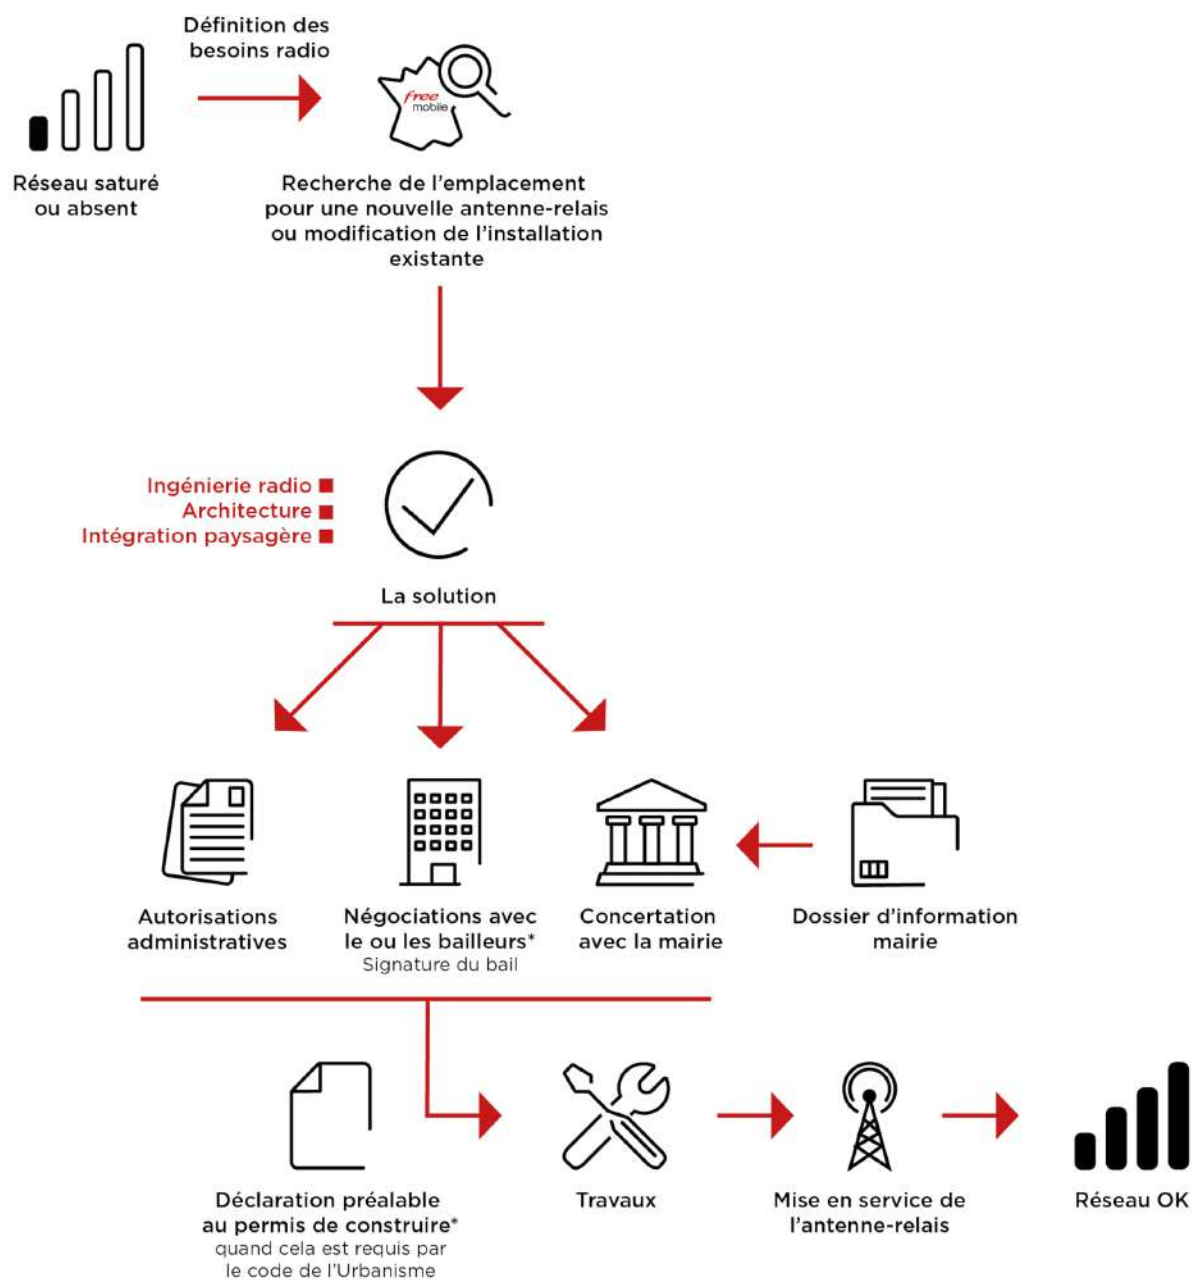 Définition des
besoins radio
free
mobile
Réseau saturé
ou absent
Recherche de l'emplacement
pour une nouvelle antenne-relais
ou modification de l'installation
existante
Ingénierie radio
Architecture
Intégration paysagère
La solution
Autorisations
administratives
Négociations avec
le ou les bailleurs*
Signature du bail
Concertation
avec la mairie
Dossier d'information
mairie
Déclaration préalable
au permis de construire*
quand cela est requis par
le code de l'Urbanisme
Travaux
Mise en service de
l'antenne-relais
Réseau OK